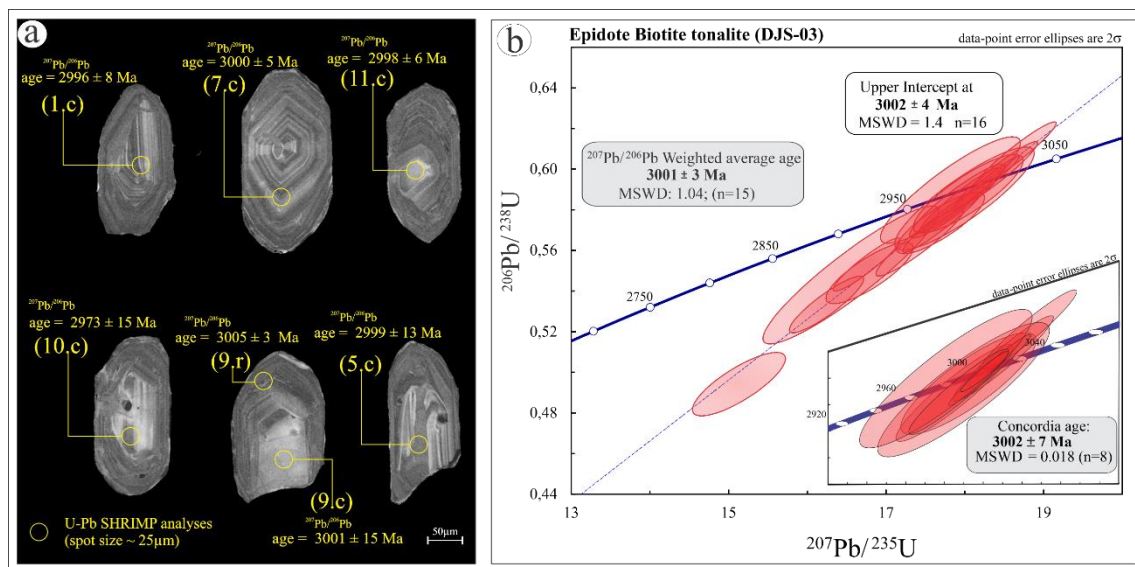 a
207Pb/206Pb
age = 2996 ± 8 Ma
(1.c)
207Pb/206Pb
age = 3000 ± 5 Ma
(7.c)
207Pb/206Pb
age = 2998 ± 6 Ma
(11.c)
207Pb/206Pb
age = 2973 ± 15 Ma
(10.c)
207Pb/206Pb
age = 3005 ± 3 Ma
(9.r)
207Pb/206Pb
age = 2999 ± 13 Ma
(5.c)
(9.c)
207Pb/206Pb
age = 3001 ± 15 Ma
U-Pb SHRIMP analyses
(spot size ~ 25µm)
50µm
b
Epidote Biotite tonalite (DJS-03)
data-point error ellipses are 2σ
Upper Intercept at
3002 ± 4 Ma
MSWD = 1.4 n=16
207Pb/206Pb Weighted average age
3001 ± 3 Ma
MSWD: 1.04; (n=15)
0,64
0,60
0,56
0,52
0,48
0,44
206Pb/238U
2750
2850
2950
3050
data-point error ellipses are 2σ
2920
2960
3000
3040
Concordia age:
3002 ± 7 Ma
MSWD = 0.018 (n=8)
13
15
17
19
207Pb/235U